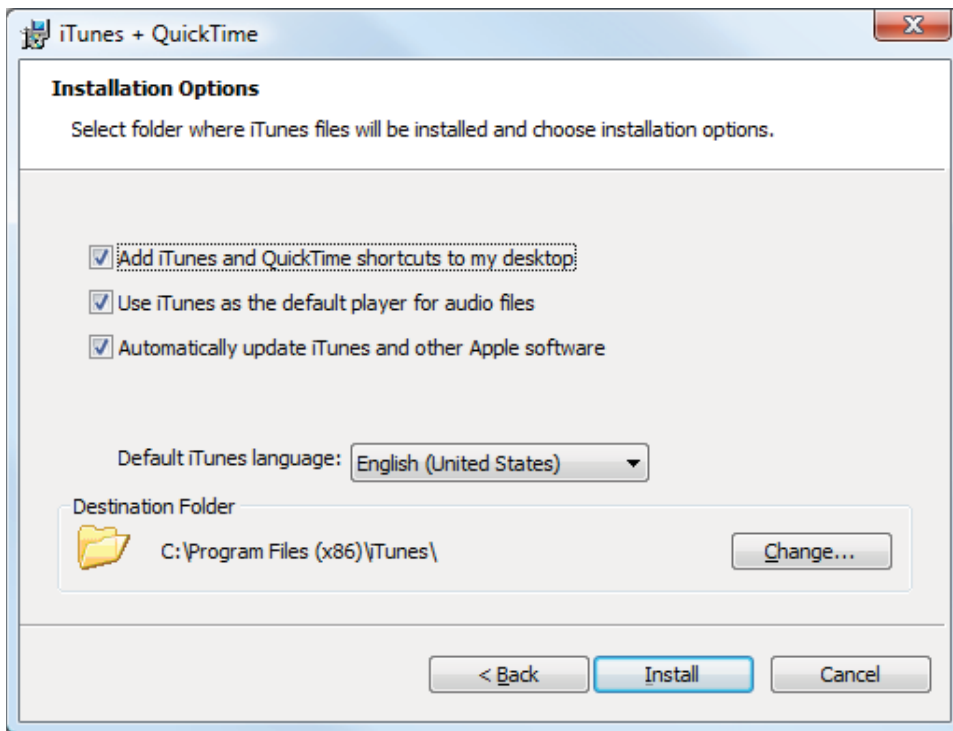 iTunes + QuickTime
Installation Options
Select folder where iTunes files will be installed and choose installation options.
Add iTunes and QuickTime shortcuts to my desktop
Use iTunes as the default player for audio files
Automatically update iTunes and other Apple software
Default iTunes language: English (United States)
Destination Folder
C:\Program Files (x86)\iTunes\ Change...
< Back Install Cancel